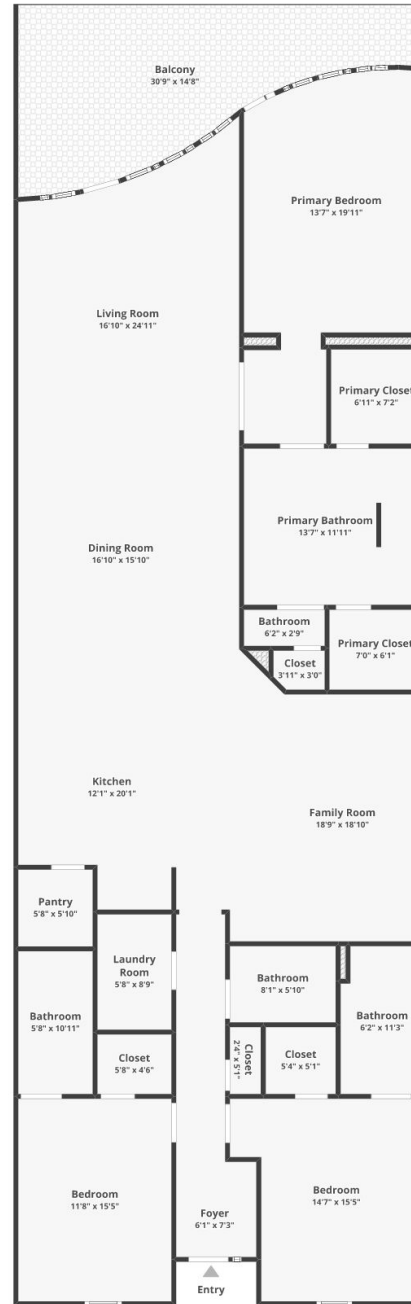 Balcony
30'9" x 14'8"
Primary Bedroom
13'7" x 19'11"
Living Room
16'10" x 24'11"
Primary Closet
6'11" x 7'2"
Primary Bathroom
13'7" x 11'11"
Dining Room
16'10" x 15'10"
Bathroom
6'2" x 2'9"
Primary Closet
7'0" x 6'1"
Closet
3'11" x 3'0"
Kitchen
12'1" x 20'1"
Family Room
18'9" x 18'10"
Pantry
5'8" x 5'10"
Laundry
Room
5'8" x 8'9"
Bathroom
8'1" x 5'10"
Bathroom
5'8" x 10'11"
Bathroom
6'2" x 11'3"
Closet
5'8" x 4'6"
Closet
2'4" x 5'1"
Closet
5'4" x 5'1"
Bedroom
11'8" x 15'5"
Bedroom
14'7" x 15'5"
Foyer
6'1" x 7'3"
Entry